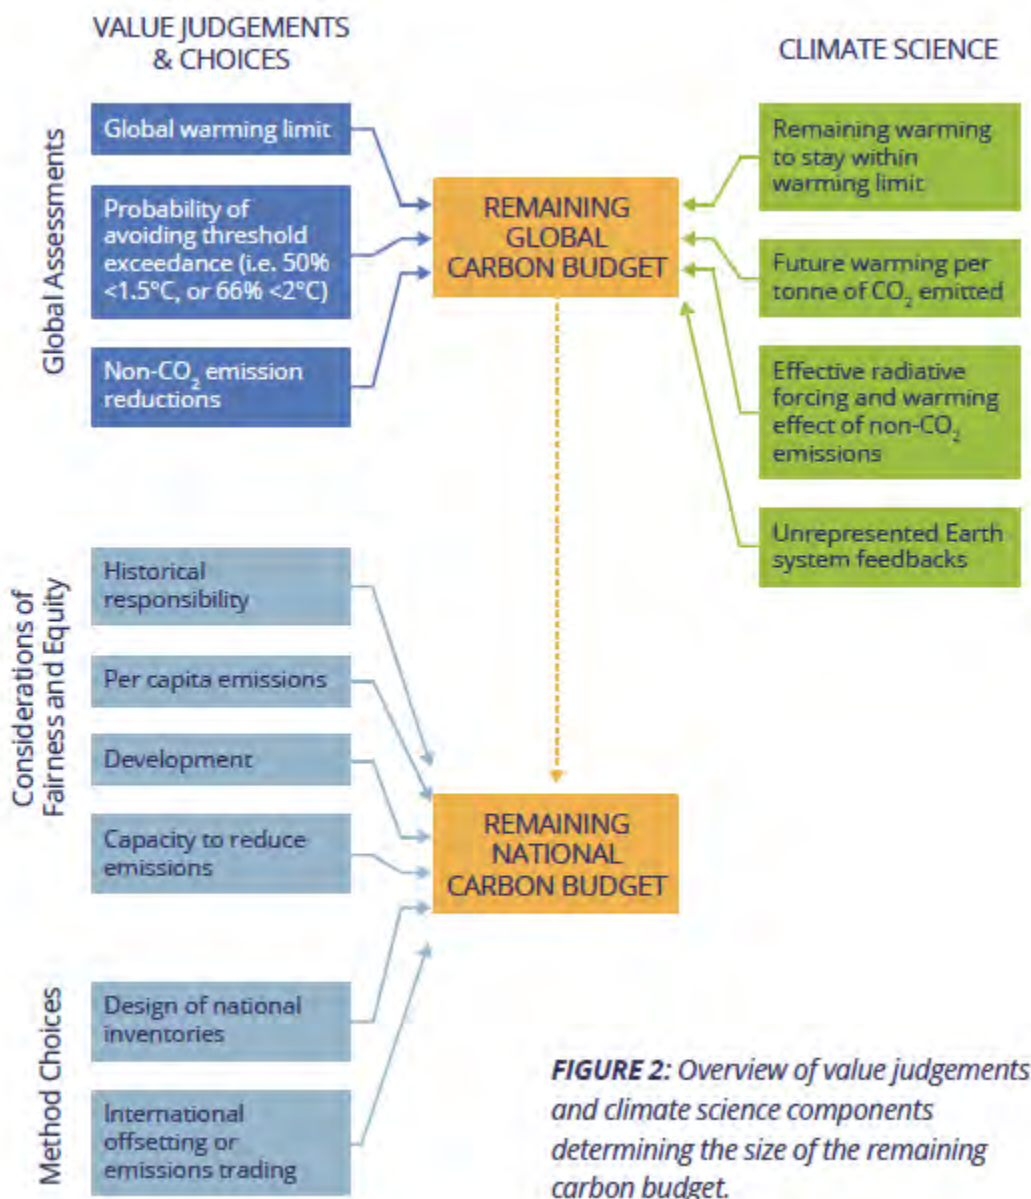 VALUE JUDGEMENTS
& CHOICES
CLIMATE SCIENCE
Global Assessments
Global warming limit
Probability of
avoiding threshold
exceedance (i.e. 50%
<1.5°C, or 66% <2°C)
Non-CO₂ emission
reductions
REMAINING
GLOBAL
CARBON BUDGET
Remaining warming
to stay within
warming limit
Future warming per
tonne of CO₂ emitted
Effective radiative
forcing and warming
effect of non-CO₂
emissions
Unrepresented Earth
system feedbacks
Considerations of
Fairness and Equity
Historical
responsibility
Per capita emissions
Development
Capacity to reduce
emissions
REMAINING
NATIONAL
CARBON BUDGET
Method Choices
Design of national
inventories
International
offsetting or
emissions trading
FIGURE 2: Overview of value judgements
and climate science components
determining the size of the remaining
carbon budget.